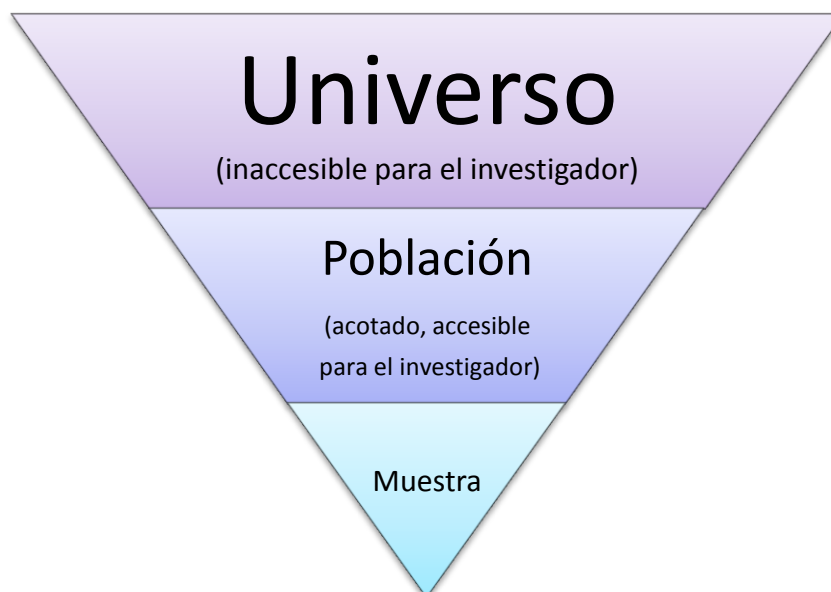 Universo
(inaccesible para el investigador)
Población
(acotado, accesible
para el investigador)
Muestra